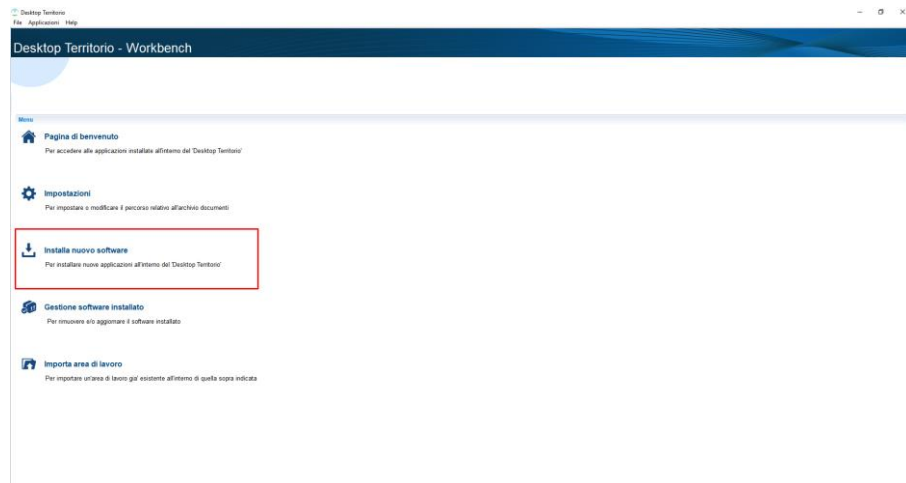 Desktop Territorio
File Applicazioni Help
Desktop Territorio - Workbench
Menu
Pagina di benvenuto
Per accedere alle applicazioni installate all'interno del 'Desktop Territorio'
Impostazioni
Per impostare o modificare il percorso relativo all'archivio documenti
Installa nuovo software
Per installare nuove applicazioni all'interno del 'Desktop Territorio'
Gestione software installato
Per rimuovere e/o aggiornare il software installato
Importa area di lavoro
Per importare un'area di lavoro gia' esistente all'interno di quella sopra indicata